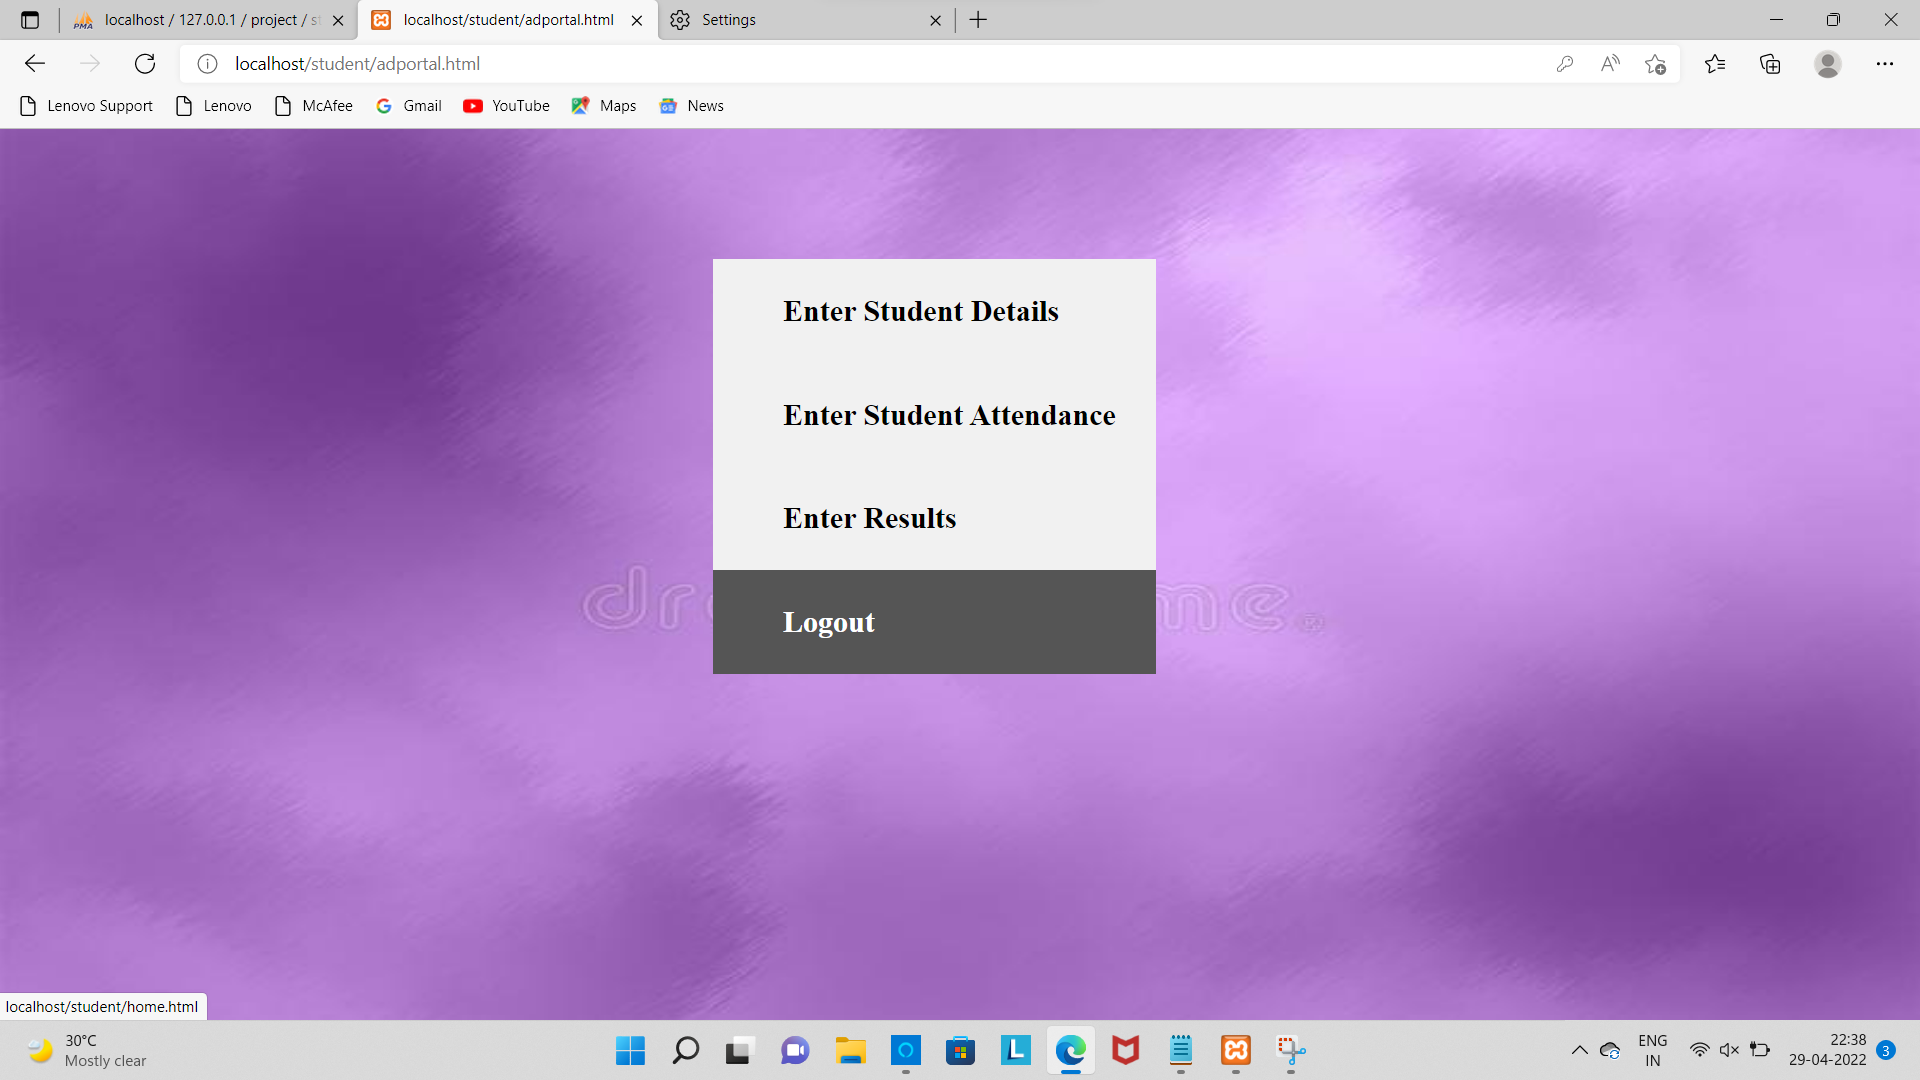 localhost / 127.0.0.1 / project / st
localhost/student/adportal.html
Settings
localhost/student/adportal.html
Lenovo Support
Lenovo
McAfee
Gmail
YouTube
Maps
News
Enter Student Details
Enter Student Attendance
Enter Results
Logout
localhost/student/home.html
30°C
Mostly clear
ENG
IN
22:38
29-04-2022
3